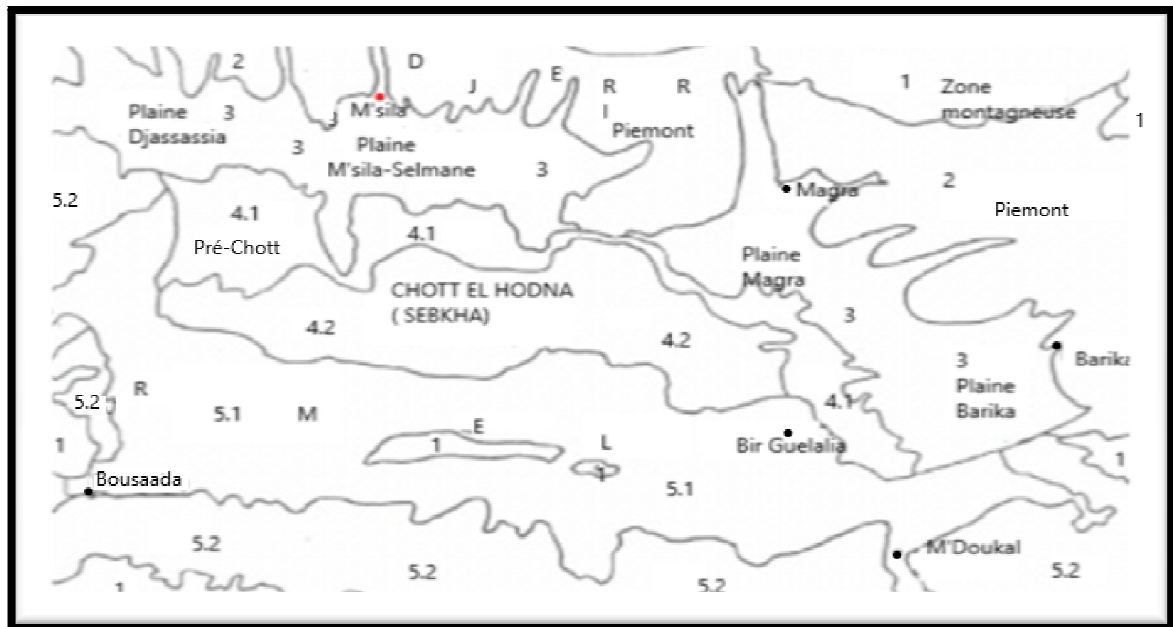 2
D
J
E
R
R
I
1
Zone
montagneuse
1
Plaine
Djassassia
3
M'sila
Piemont
3
Plaine
M'sila-Selmane
3
Magra
2
5.2
Piemont
4.1
4.1
Pré-Chott
Plaine
Magra
CHOTT EL HODNA
( SEBKHA)
4.2
4.2
3
3
Plaine
Barika
Barika
R
5.2
5.1
M
4.1
E
1
1
L
1
Bir Guelalia
1
Bousaada
5.1
5.2
5.2
M'Doukal
5.2
5.2
1